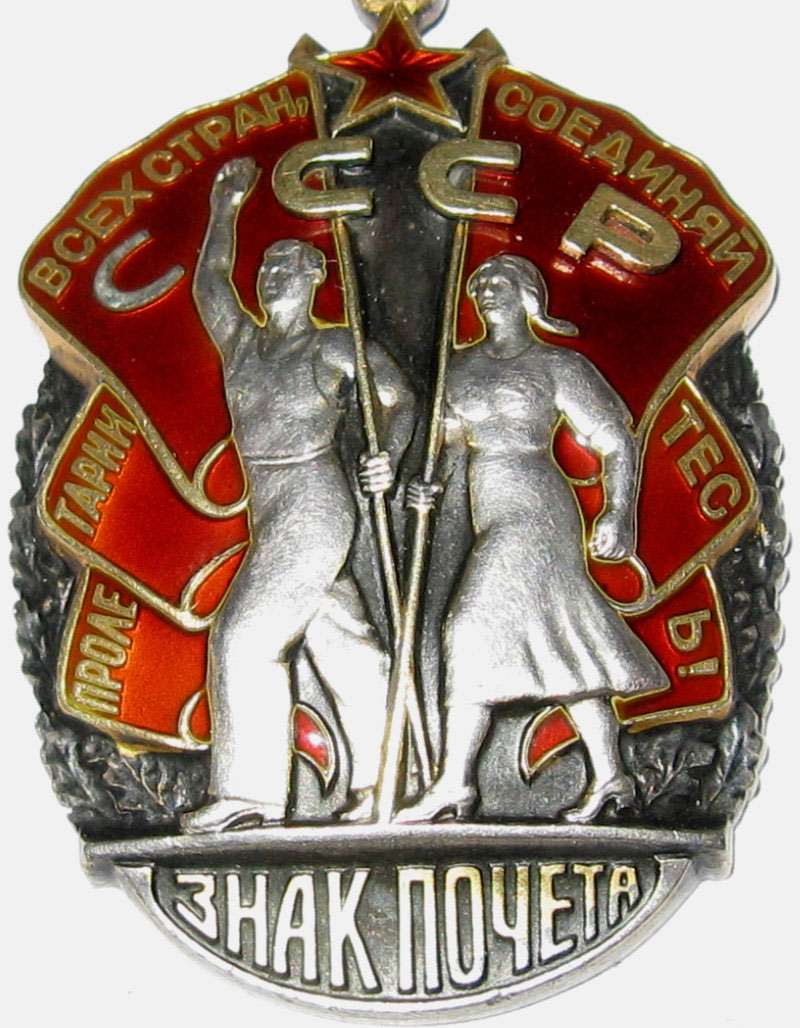 ПРОЛЕ
ТАРИИ
ВСЕХ СТРАН,
СОЕДИНЯЙ
ТЕС
Ь!
СССР
ЗНАК ПОЧЕТА